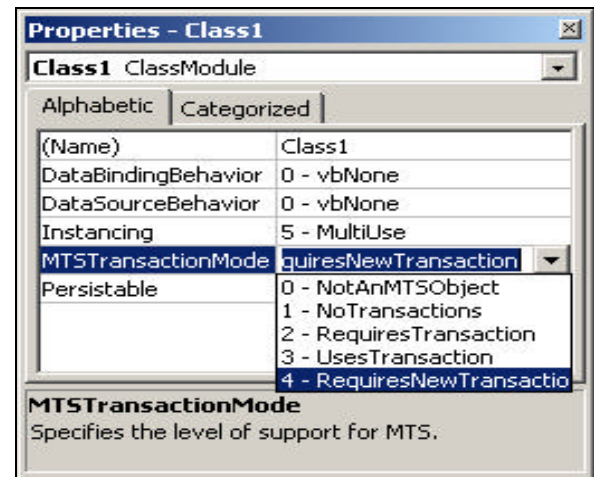 Properties - Class1
Class1 ClassModule
Alphabetic Categorized
(Name) Class1
DataBindingBehavior 0 - vbNone
DataSourceBehavior 0 - vbNone
Instancing 5 - MultiUse
MTSTransactionMode quiresNewTransaction
Persistable
0 - NotAnMTSObject
1 - NoTransactions
2 - RequiresTransaction
3 - UsesTransaction
4 - RequiresNewTransactio
MTSTransactionMode
Specifies the level of support for MTS.